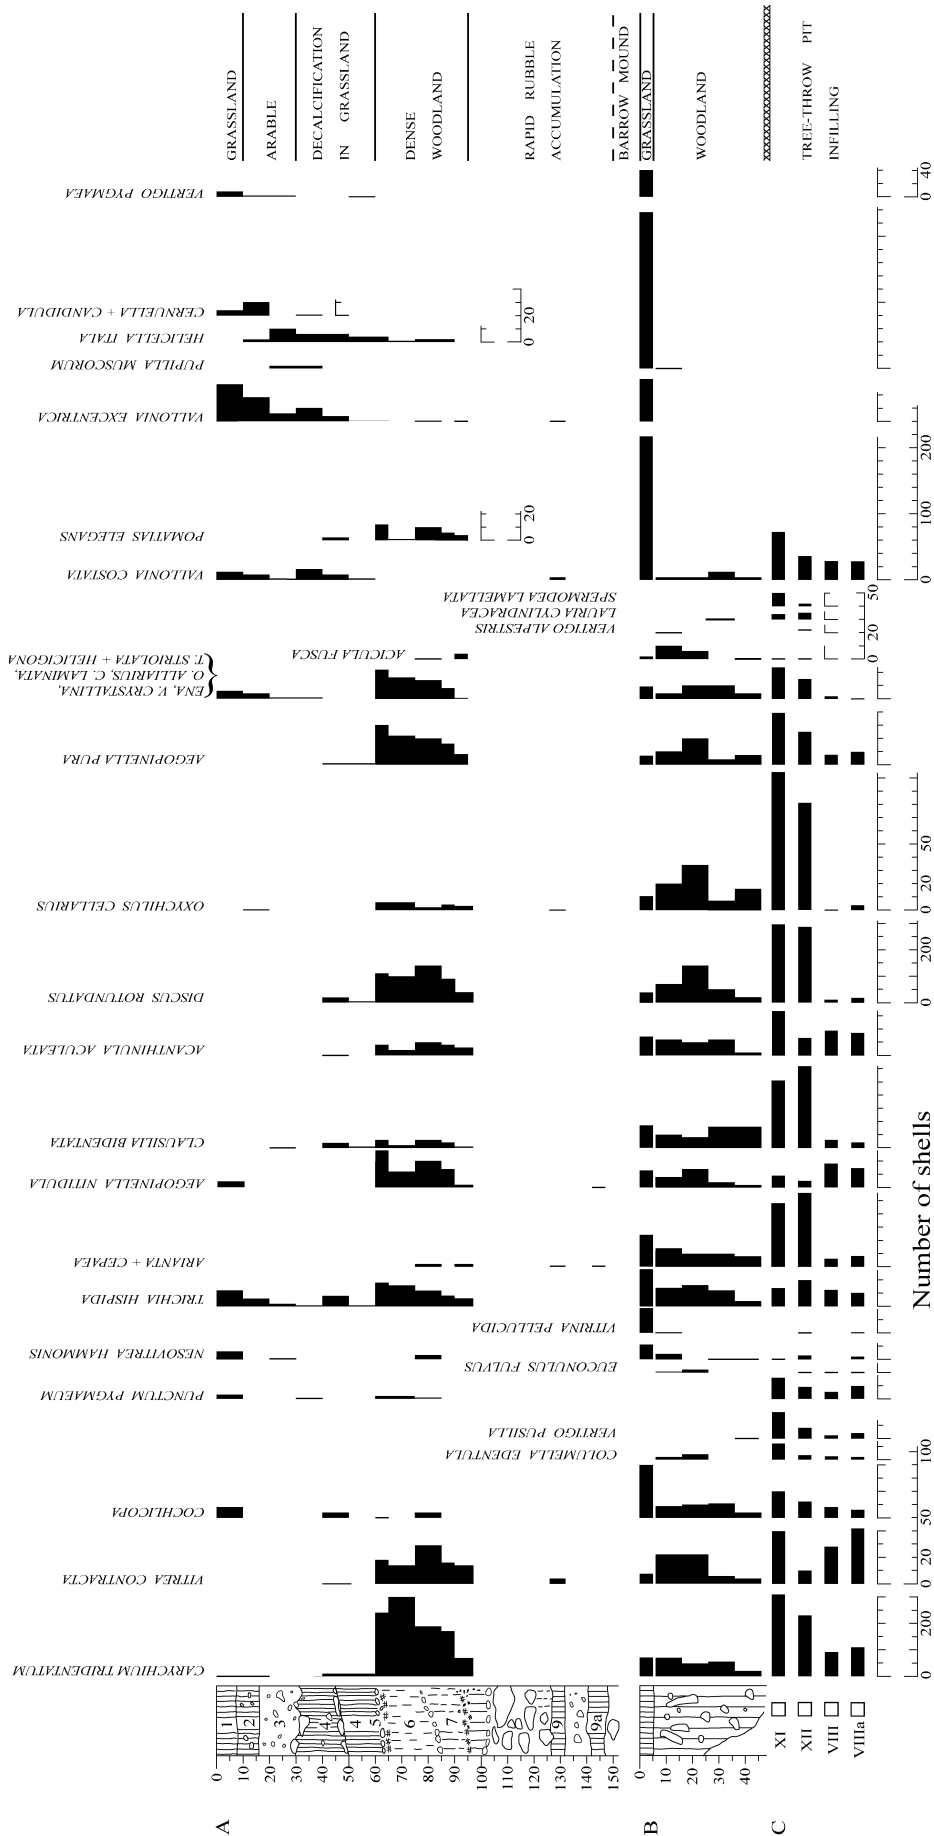 CARYCHIUM TRIDENTATUM
VITREA CONTRACTA
COCHLICOPA
COLUMELLA EDENTULA
VERTIGO PUSILLA
PUNCTUM PYGMAEUM
EUCONULUS FULVUS
NESOVITREA HAMMONIS
VITRINA PELLUCIDA
TRICHIA HISPIDA
ARIANTA + CEPAEA
AEGOPINELLA NITIDULA
CLAUSILIA BIDENTATA
ACANTHINULA ACULEATA
DISCUS ROTUNDATUS
OXYCHILUS CELLARIUS
AEGOPINELLA PURA
ENA, V. CRYSTALLINA,
O. ALLIARIUS, C. LAMINATA,
T. STRIOLATA + HELICIGONA
ACICULA FUSCA
VERTIGO ALPESTRIS
LAURIA CYLINDRACEA
SPERMODEA LAMELLATA
VALLONIA COSTATA
POMATIAS ELEGANS
VALLONIA EXCENTRICA
PUPILLA MUSCORUM
HELICELLA ITALA
CERNUELLA + CANDIDULA
VERTIGO PYGMAEA
GRASSLAND
ARABLE
DECALCIFICATION
IN GRASSLAND
DENSE
WOODLAND
RAPID RUBBLE
ACCUMULATION
BARROW MOUND
GRASSLAND
WOODLAND
TREE-THROW PIT
INFILLING
A
0 10 20 30 40 50 60 70 80 90 100 110 120 130 140 150
1 2 3 4 4 5 6 7 8 9 9a
0 20
0 20
B
0 10 20 30 40
C
XI
XII
VIII
VIIIa
0 200
0 20 50
100
0 200
0 20 50
0 20 50
0 100 200
0 40
Number of shells